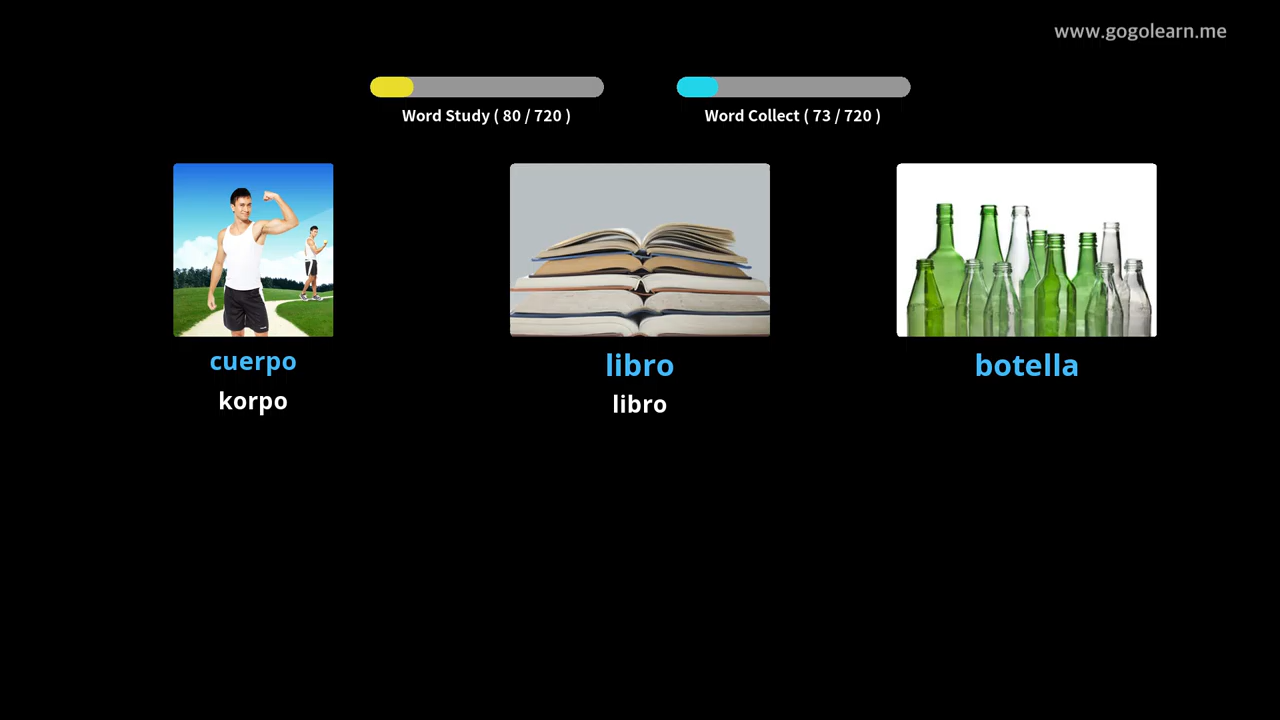 www.gogolearn.me
Word Study ( 80 / 720 )
Word Collect ( 73 / 720 )
cuerpo
korpo
libro
libro
botella